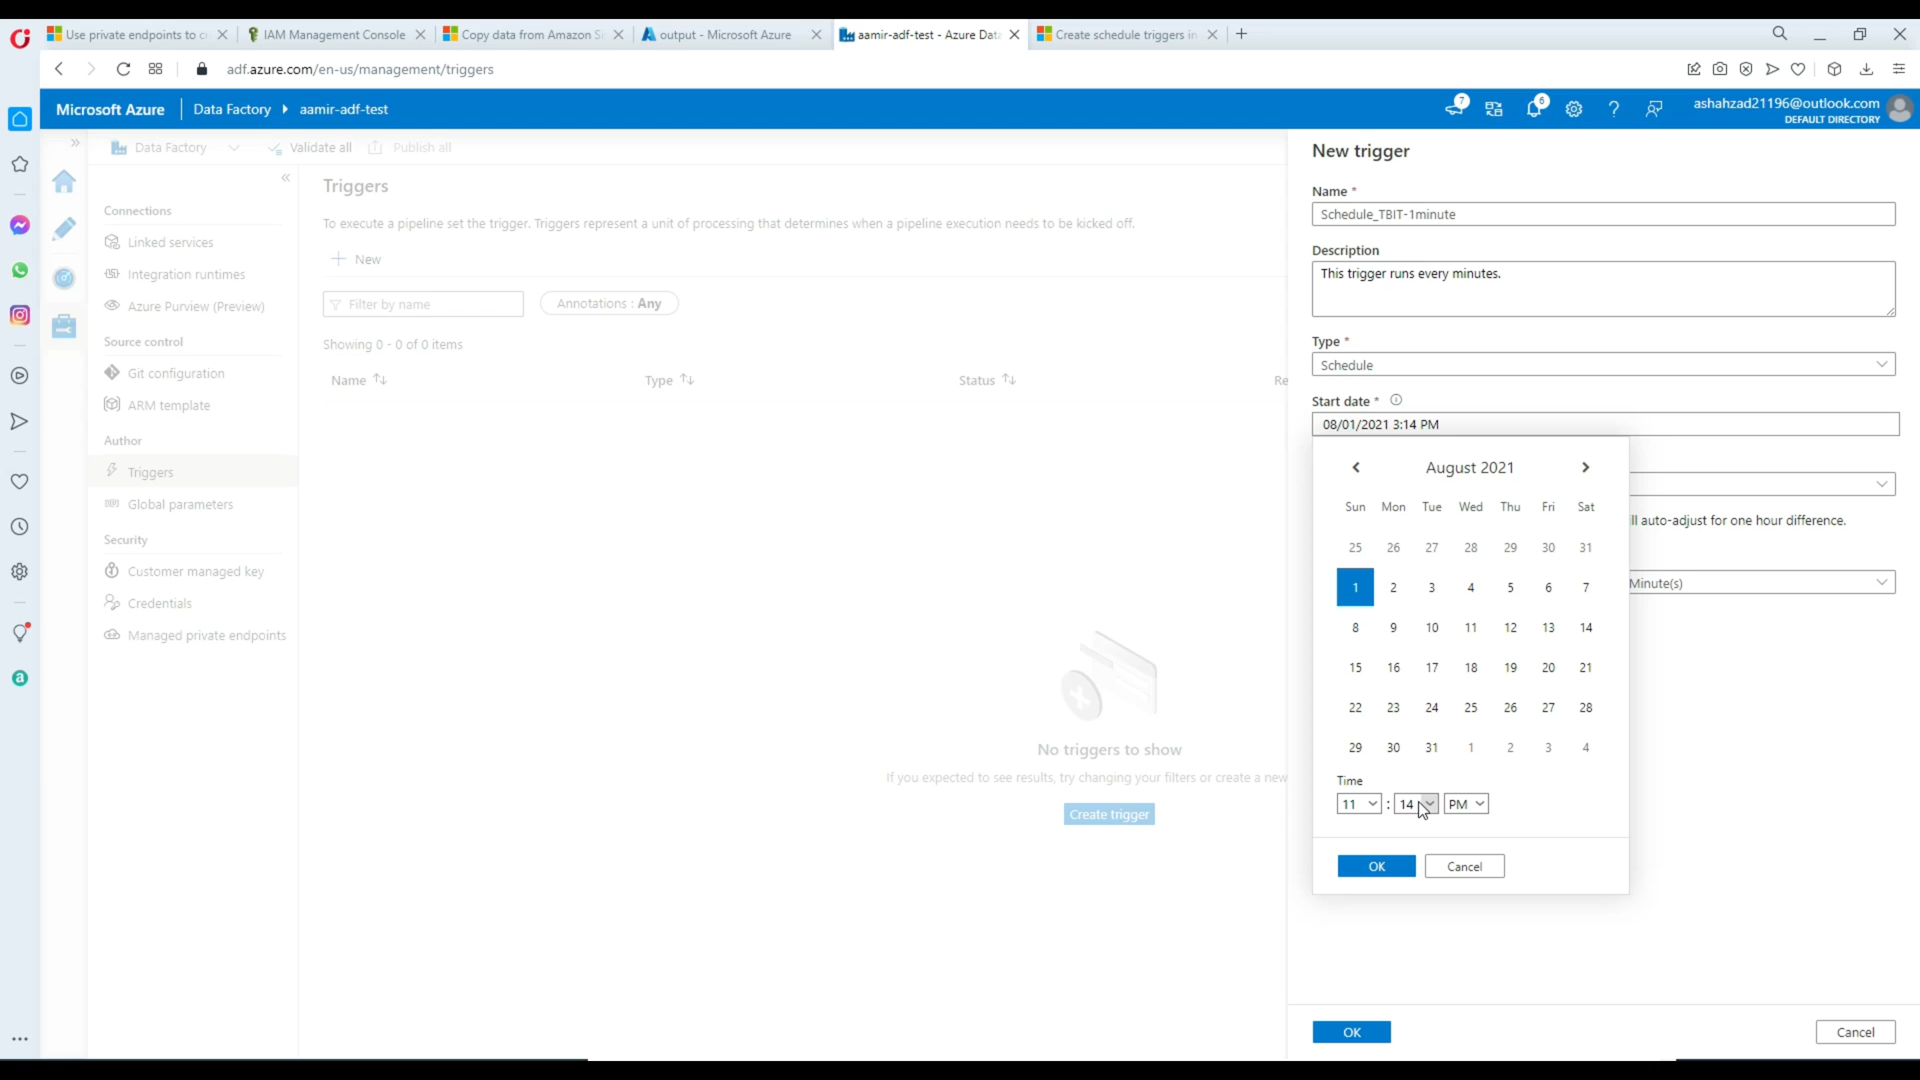 Use private endpoints to c
IAM Management Console
Copy data from Amazon Si
output - Microsoft Azure
aamir-adf-test - Azure Data
Create schedule triggers in
adf.azure.com/en-us/management/triggers
Microsoft Azure
Data Factory
aamir-adf-test
7
6
ashahzad21196@outlook.com
DEFAULT DIRECTORY
Data Factory
Validate all
Publish all
Connections
Linked services
Integration runtimes
Azure Purview (Preview)
Source control
Git configuration
ARM template
Author
Triggers
Global parameters
Security
Customer managed key
Credentials
Managed private endpoints
Triggers
To execute a pipeline set the trigger. Triggers represent a unit of processing that determines when a pipeline execution needs to be kicked off.
New
Filter by name
Annotations : Any
Showing 0 - 0 of 0 items
Name Type Status Re
No triggers to show
If you expected to see results, try changing your filters or create a new
Create trigger
New trigger
Name *
Schedule_TBIT-1minute
Description
This trigger runs every minutes.
Type *
Schedule
Start date *
08/01/2021 3:14 PM
August 2021
Sun Mon Tue Wed Thu Fri Sat
25 26 27 28 29 30 31
1 2 3 4 5 6 7
8 9 10 11 12 13 14
15 16 17 18 19 20 21
22 23 24 25 26 27 28
29 30 31 1 2 3 4
Time
11 : 14 PM
OK Cancel
ll auto-adjust for one hour difference.
Minute(s)
OK Cancel